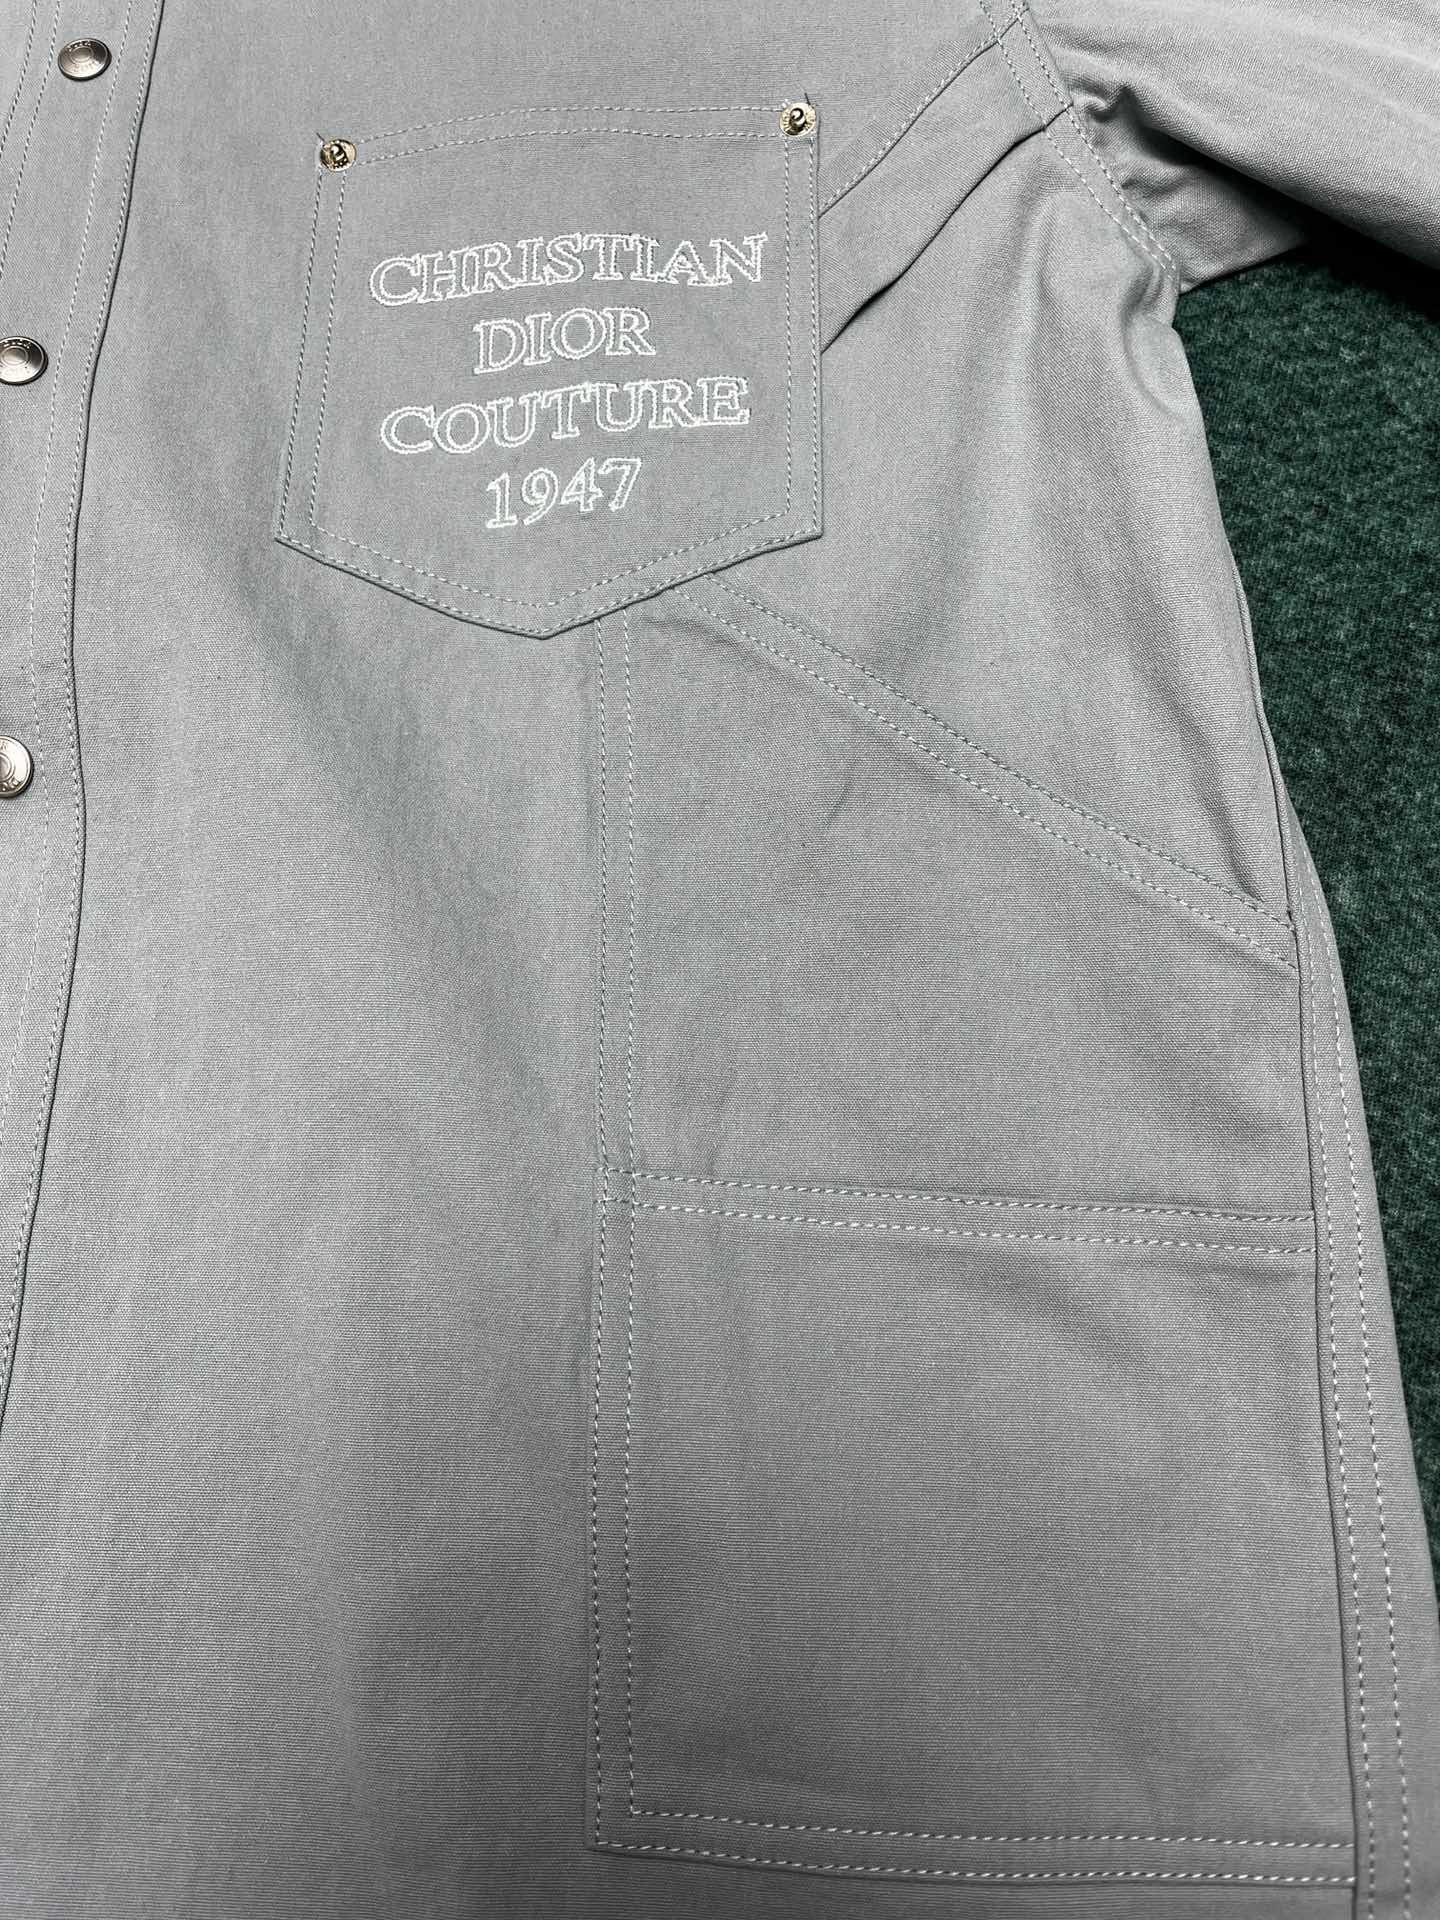 CHRISTIAN
DIOR
COUTURE
1947